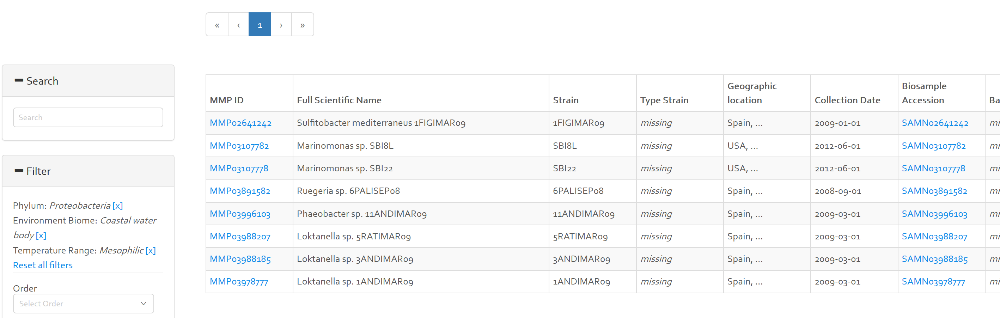 « ‹ 1 › »
Search
Search
Filter
Phylum: Proteobacteria [x]
Environment Biome: Coastal water
body [x]
Temperature Range: Mesophilic [x]
Reset all filters
Order
Select Order
MMP ID Full Scientific Name Strain Type Strain Geographic location Collection Date Biosample Accession Ba
MMP02641242 Sulfitobacter mediterraneus 1FIGIMAR09 1FIGIMAR09 missing Spain, ... 2009-01-01 SAMN02641242 mi
MMP03107782 Marinomonas sp. SBI8L SBI8L missing USA, ... 2012-06-01 SAMN03107782 mi
MMP03107778 Marinomonas sp. SBI22 SBI22 missing USA, ... 2012-06-01 SAMN03107778 mi
MMP03891582 Ruegeria sp. 6PALISEP08 6PALISEP08 missing Spain, ... 2008-09-01 SAMN03891582 mi
MMP03996103 Phaeobacter sp. 11ANDIMAR09 11ANDIMAR09 missing Spain, ... 2009-03-01 SAMN03996103 mi
MMP03988207 Loktanella sp. 5RATIMAR09 5RATIMAR09 missing Spain, ... 2009-03-01 SAMN03988207 mi
MMP03988185 Loktanella sp. 3ANDIMAR09 3ANDIMAR09 missing Spain, ... 2009-03-01 SAMN03988185 mi
MMP03978777 Loktanella sp. 1ANDIMAR09 1ANDIMAR09 missing Spain, ... 2009-03-01 SAMN03978777 mi